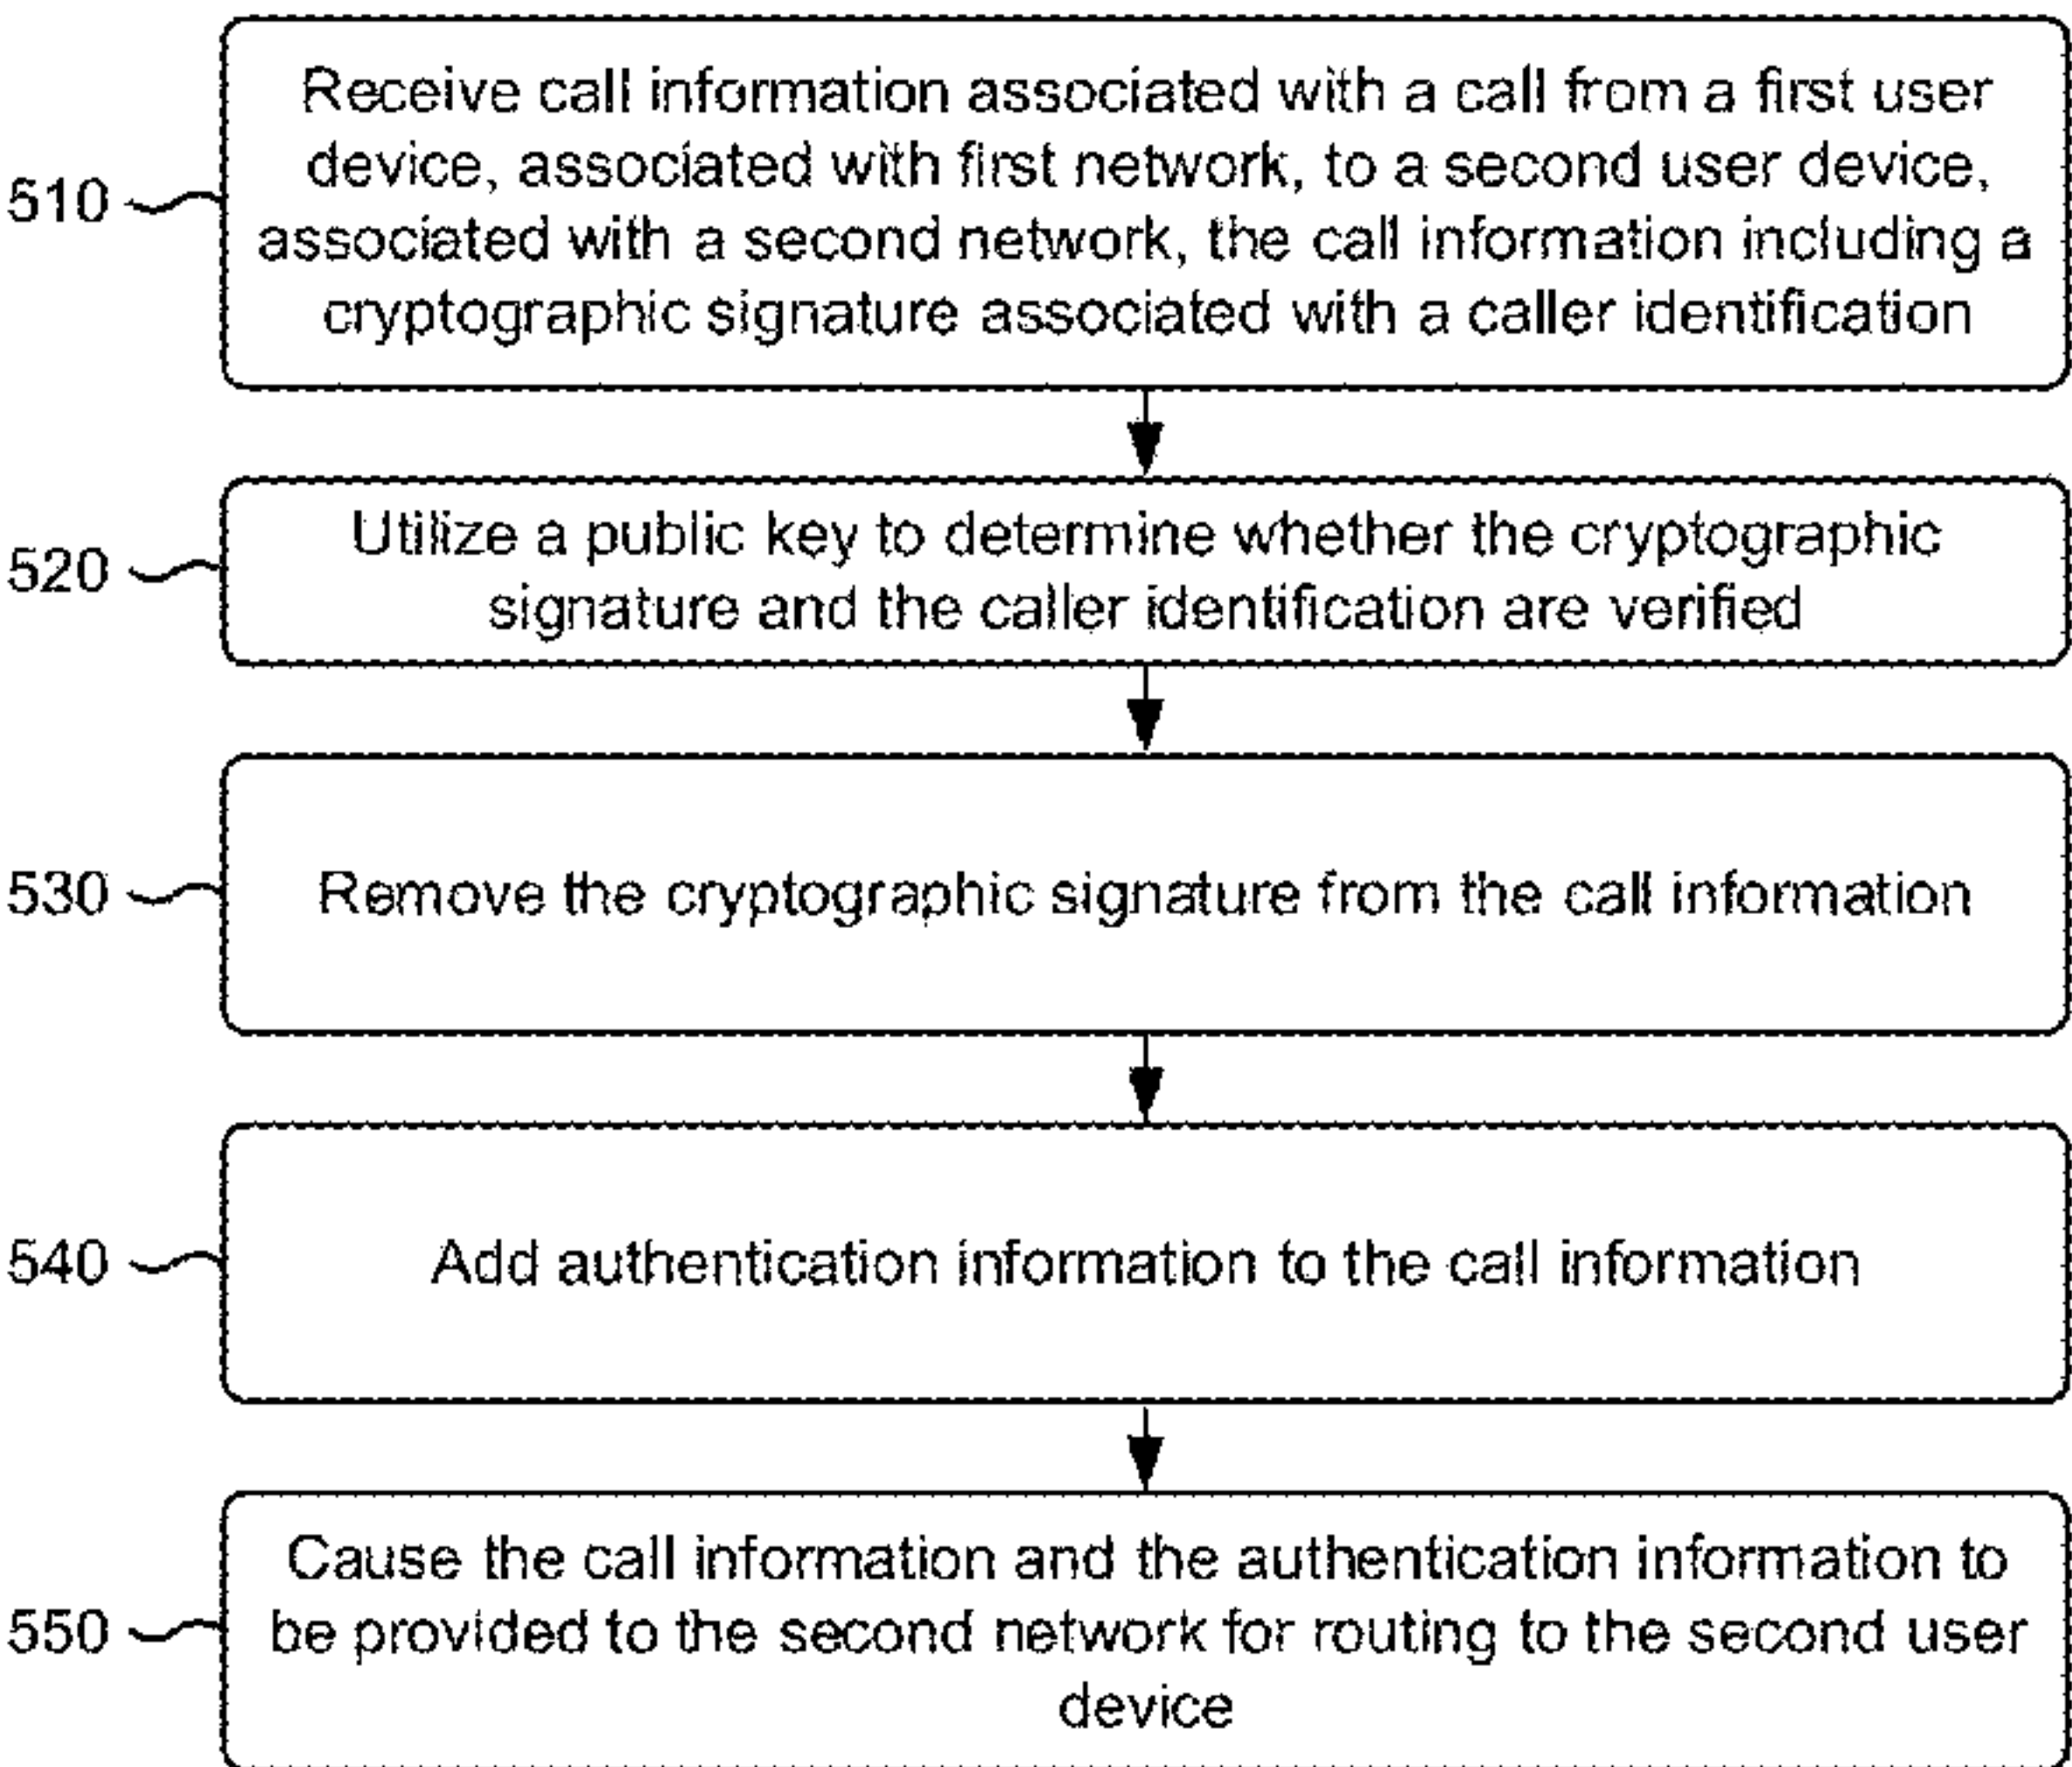 Receive call information associated with a call from a first user
device, associated with first network, to a second user device,
associated with a second network, the call information including a
cryptographic signature associated with a caller identification
510
Utilize a public key to determine whether the cryptographic
signature and the caller identification are verified
520
Remove the cryptographic signature from the call information
530
Add authentication information to the call information
540
Cause the call information and the authentication information to
be provided to the second network for routing to the second user
device
550